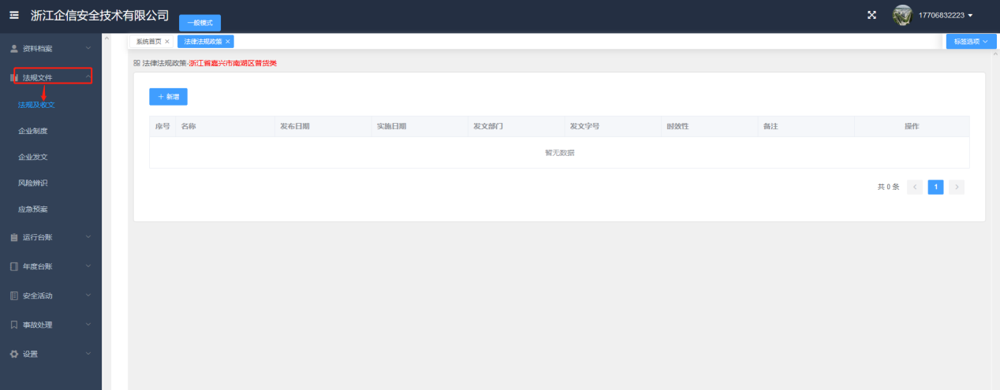 浙江企信安全技术有限公司
一般模式
17706832223
资料档案
法规文件
法规及收文
企业制度
企业发文
风险辨识
应急预案
运行台账
年度台账
安全活动
事故处理
设置
系统首页 ×
法律法规政策 ×
标签选项
法律法规政策-浙江省嘉兴市南湖区普货类
+ 新增
序号 名称 发布日期 实施日期 发文部门 发文字号 时效性 备注 操作
暂无数据
共 0 条 < 1 >